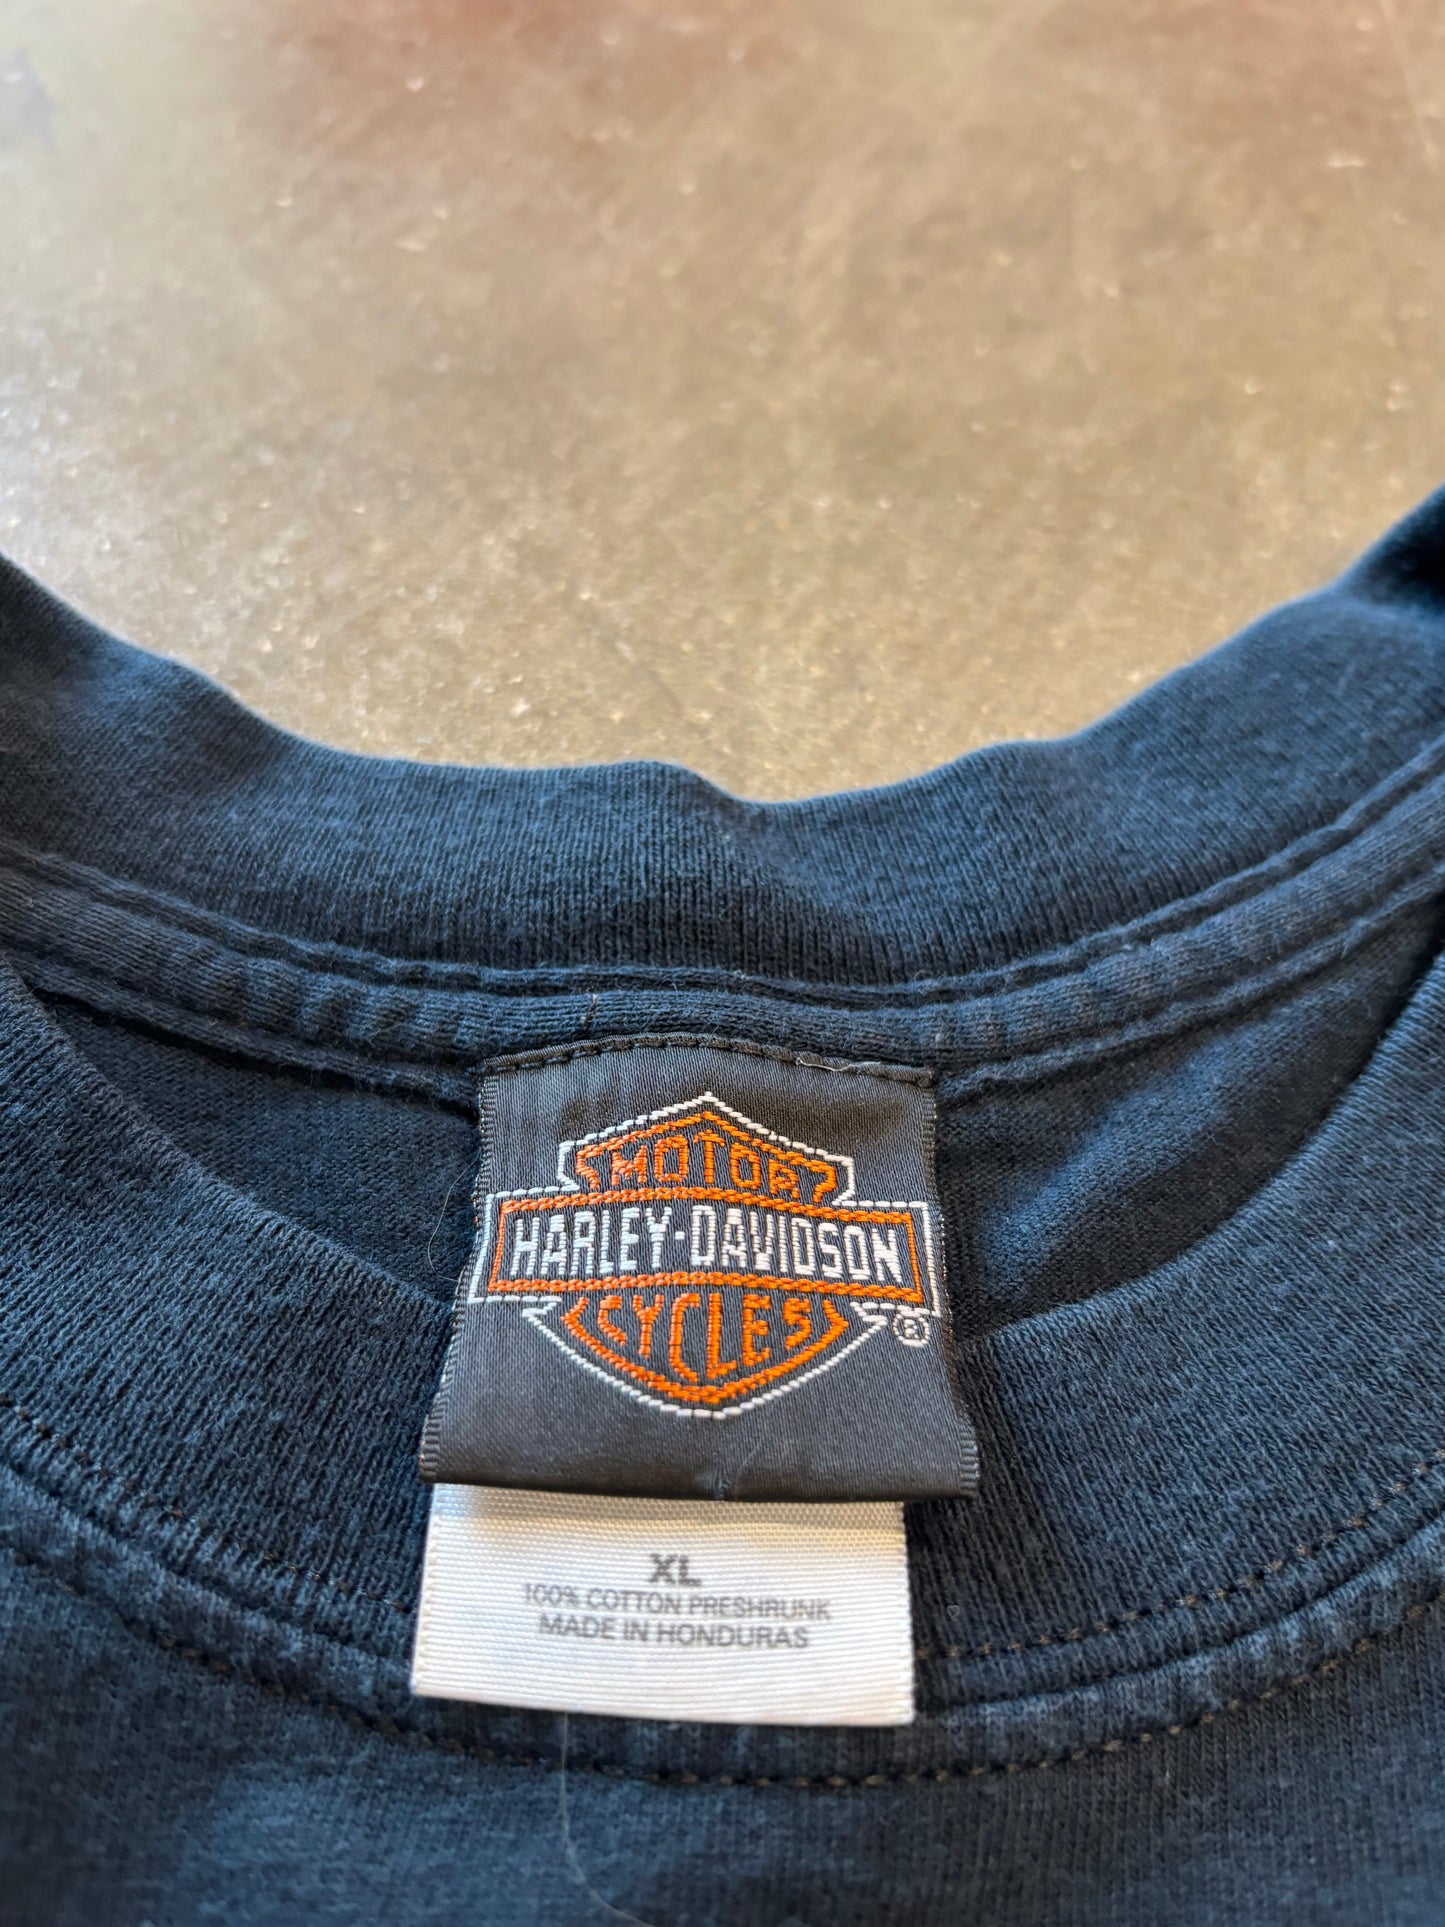 MOTOR
HARLEY-DAVIDSON
CYCLES
®
XL
100% COTTON PRESHRUNK
MADE IN HONDURAS